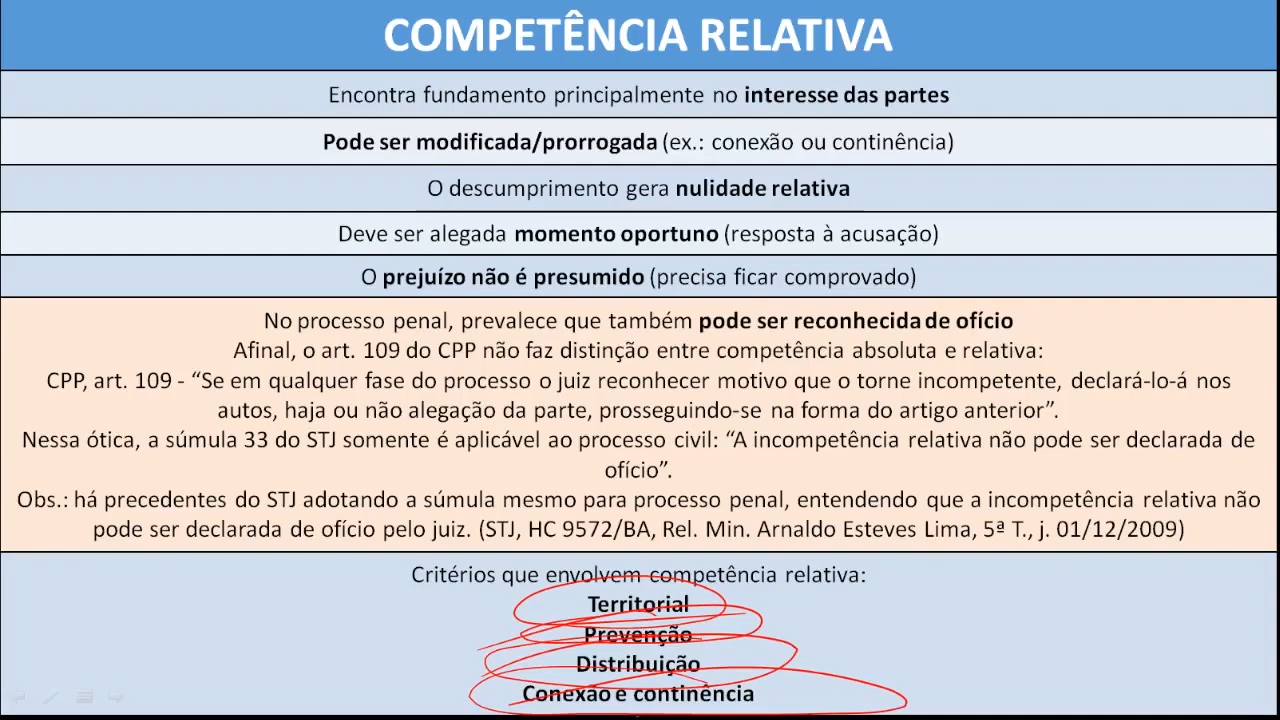 COMPETÊNCIA RELATIVA
Encontra fundamento principalmente no interesse das partes
Pode ser modificada/prorrogada (ex.: conexão ou continência)
O descumprimento gera nulidade relativa
Deve ser alegada momento oportuno (resposta à acusação)
O prejuízo não é presumido (precisa ficar comprovado)
No processo penal, prevalece que também pode ser reconhecida de ofício
Afinal, o art. 109 do CPP não faz distinção entre competência absoluta e relativa:
CPP, art. 109 - “Se em qualquer fase do processo o juiz reconhecer motivo que o torne incompetente, declará-lo-á nos
autos, haja ou não alegação da parte, prosseguindo-se na forma do artigo anterior”.
Nessa ótica, a súmula 33 do STJ somente é aplicável ao processo civil: “A incompetência relativa não pode ser declarada de
ofício”.
Obs.: há precedentes do STJ adotando a súmula mesmo para processo penal, entendendo que a incompetência relativa não
pode ser declarada de ofício pelo juiz. (STJ, HC 9572/BA, Rel. Min. Arnaldo Esteves Lima, 5ª T., j. 01/12/2009)
Critérios que envolvem competência relativa:
Territorial
Prevenção
Distribuição
Conexão e continência